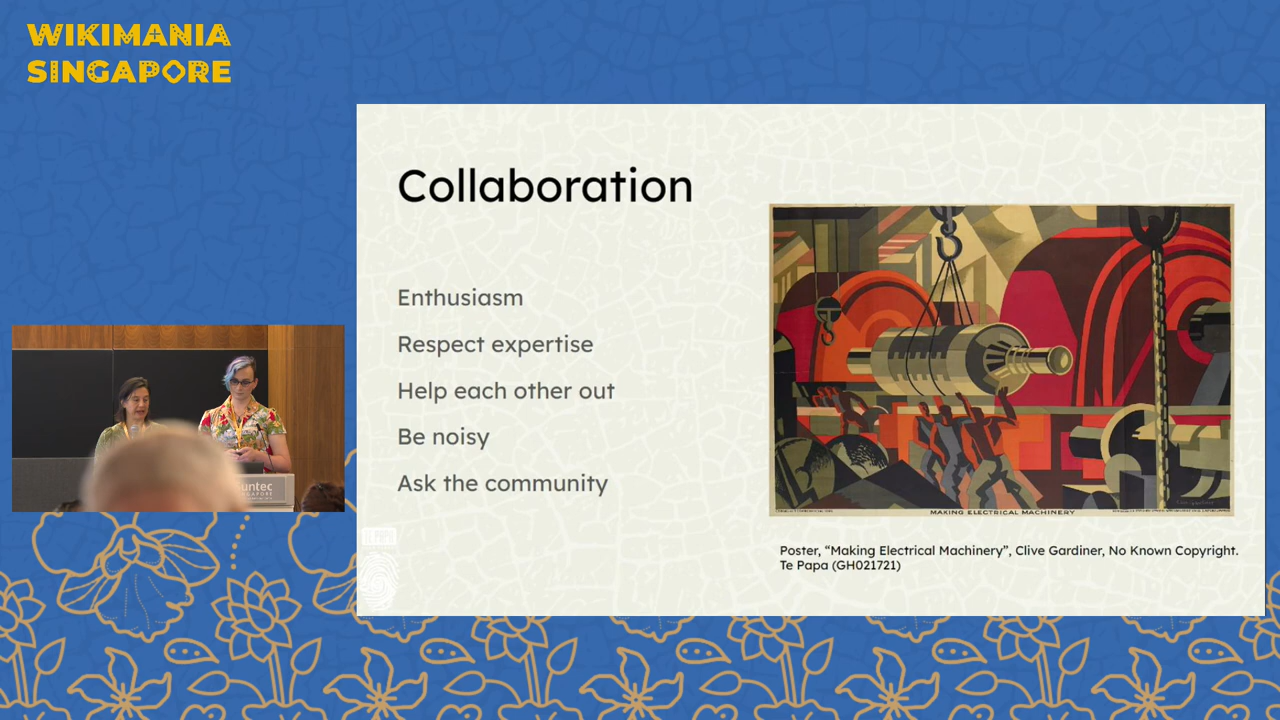 WIKIMANIA
SINGAPORE
Collaboration
Enthusiasm
Respect expertise
Help each other out
Be noisy
Ask the community
MAKING ELECTRICAL MACHINERY
Poster, “Making Electrical Machinery”, Clive Gardiner, No Known Copyright.
Te Papa (GH021721)
untec
SINGAPORE